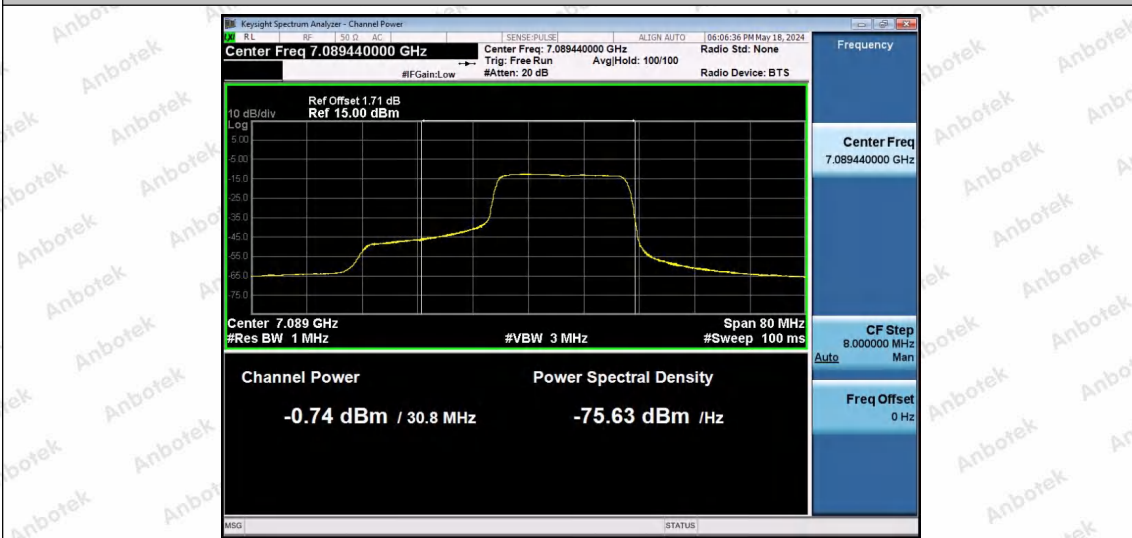 Keysight Spectrum Analyzer - Channel Power
RL RF 50 Ω AC SENSE:PULSE ALIGN AUTO 06:06:36 PM May 18, 2024
Center Freq 7.089440000 GHz
Center Freq: 7.089440000 GHz Radio Std: None
Trig: Free Run Avg|Hold: 100/100
#IFGain:Low #Atten: 20 dB Radio Device: BTS
Ref Offset 1.71 dB
10 dB/div Ref 15.00 dBm
Log
5.00
-5.00
-15.0
-25.0
-35.0
-45.0
-55.0
-65.0
-75.0
Center 7.089 GHz Span 80 MHz
#Res BW 1 MHz #VBW 3 MHz #Sweep 100 ms
Channel Power Power Spectral Density
-0.74 dBm / 30.8 MHz -75.63 dBm /Hz
MSG STATUS
Frequency
Center Freq
7.089440000 GHz
CF Step
8.000000 MHz
Auto Man
Freq Offset
0 Hz
Anbotek